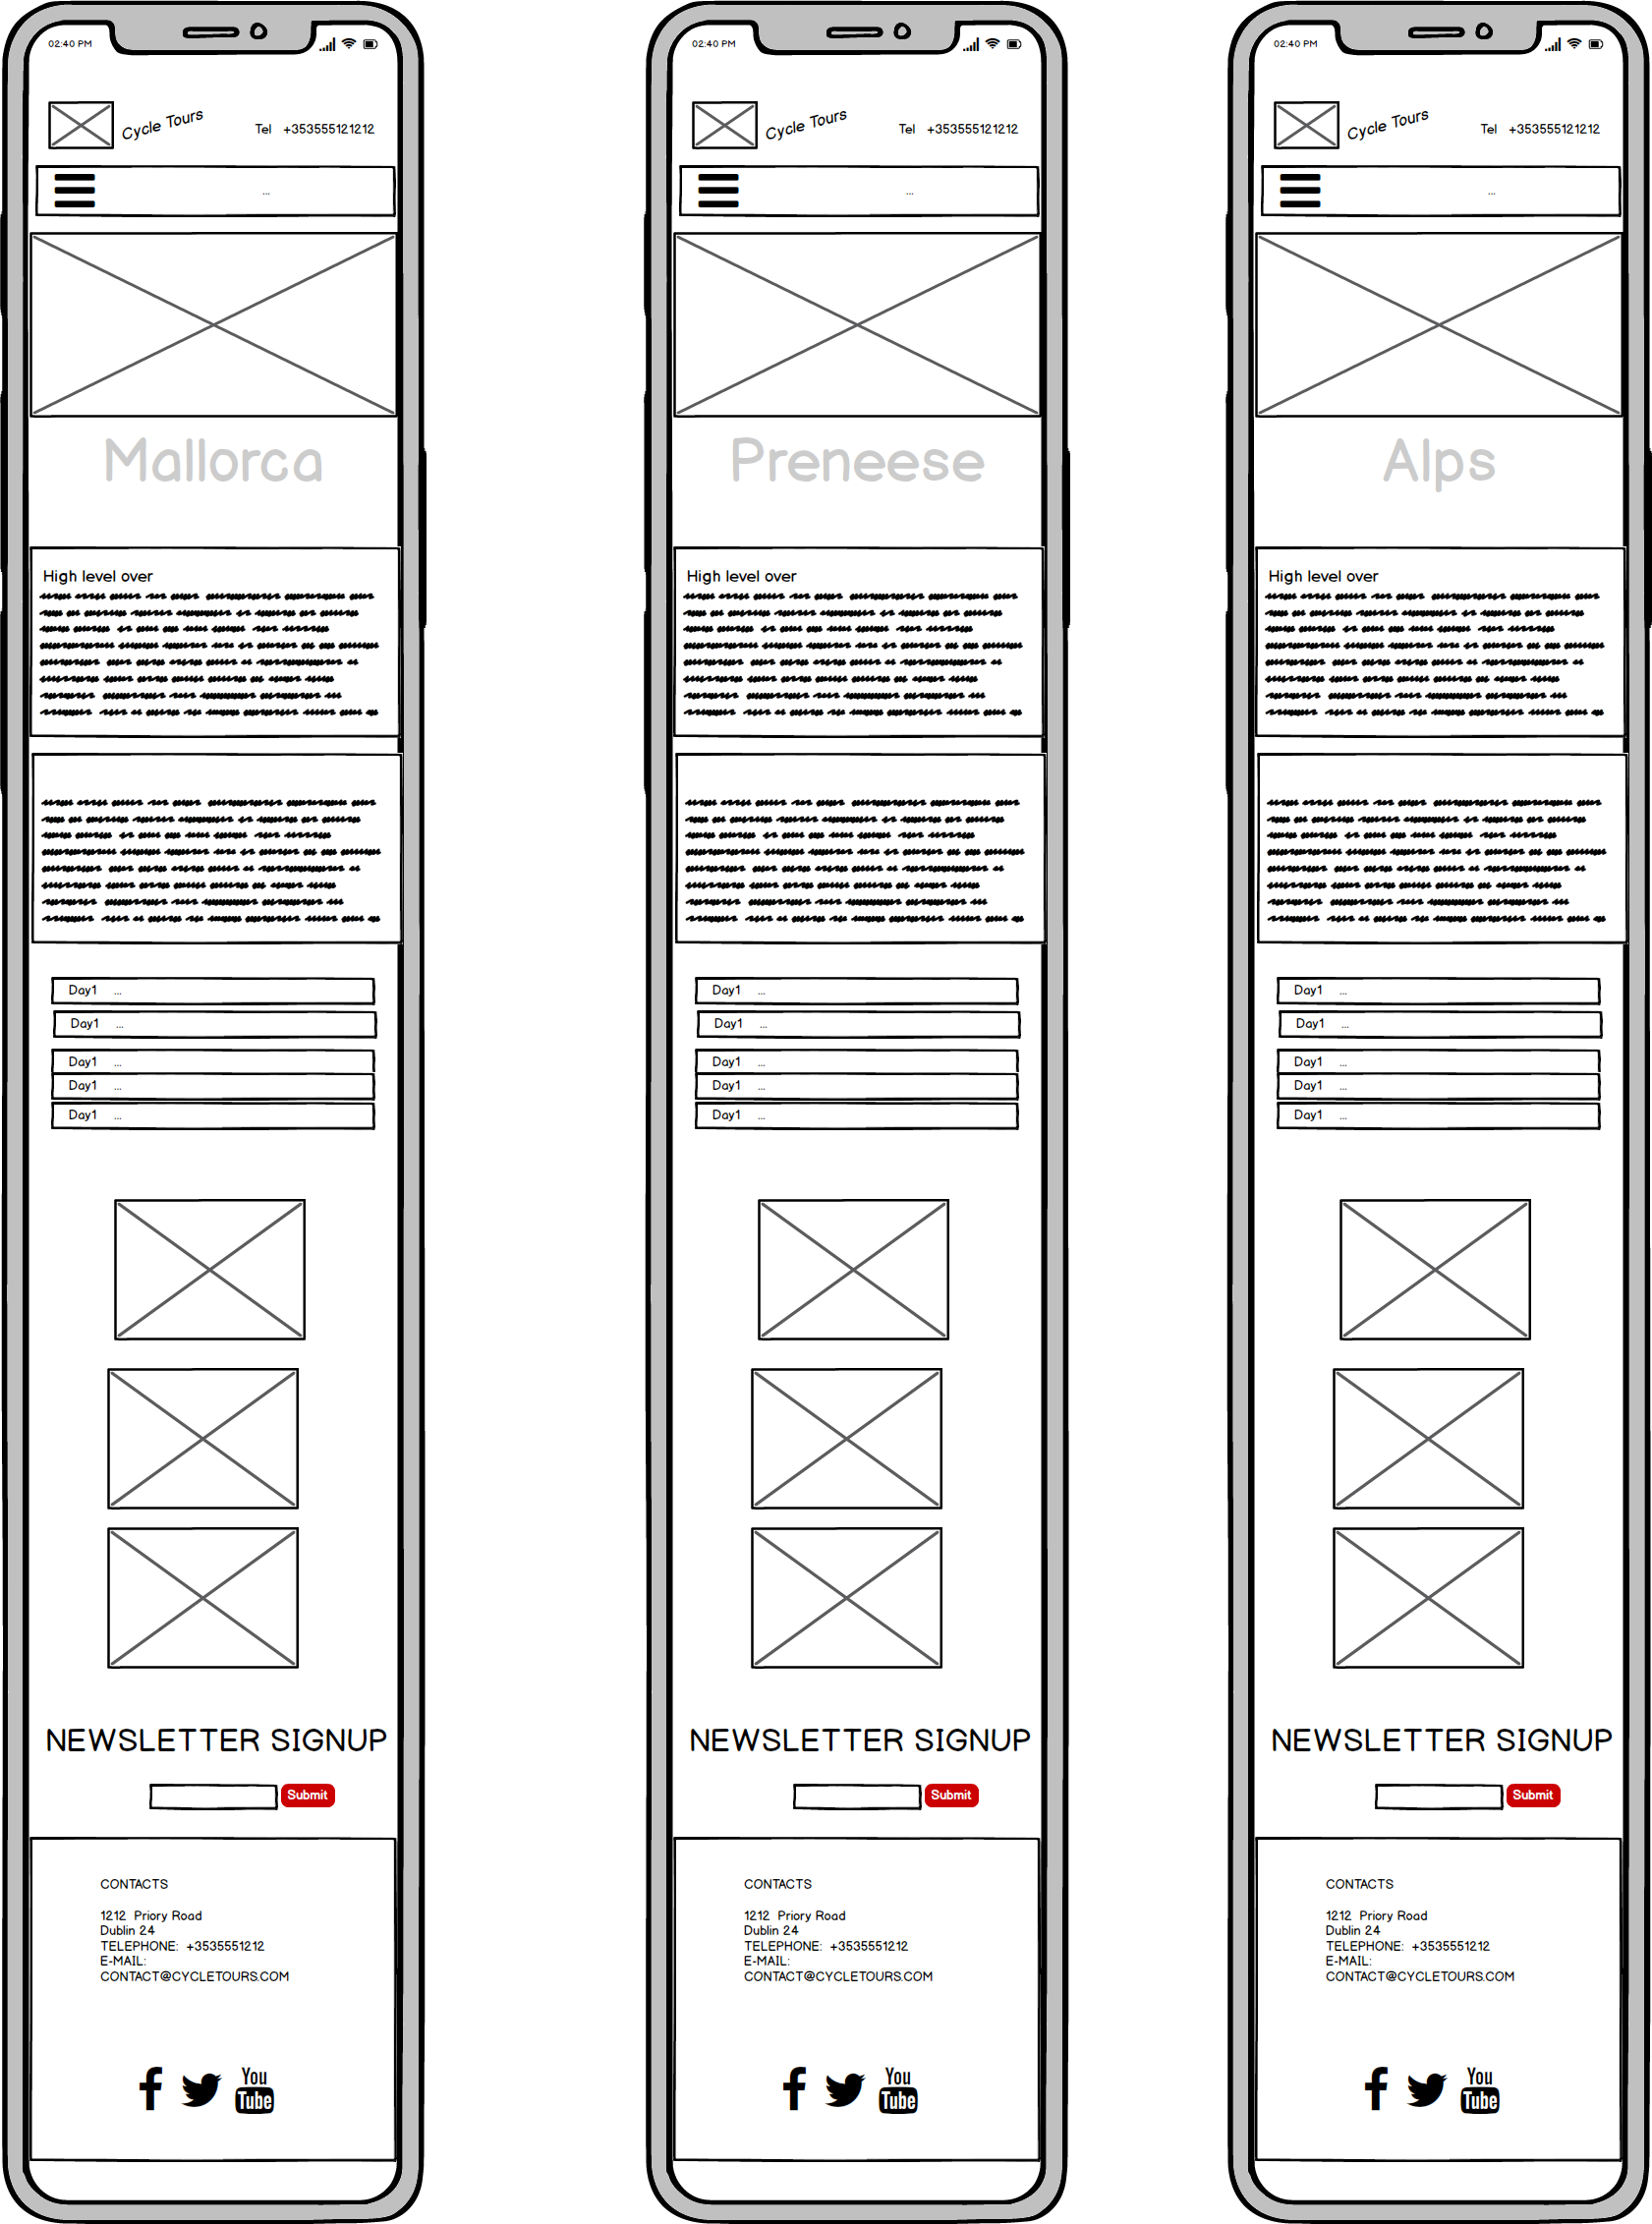 02:40 PM
Cycle Tours
Tel +353555121212
...
Mallorca
High level over
Day1 ...
Day1 ...
Day1 ...
Day1 ...
Day1 ...
NEWSLETTER SIGNUP
Submit
CONTACTS
1212 Priory Road
Dublin 24
TELEPHONE: +3535551212
E-MAIL:
CONTACT@CYCLETOURS.COM
You
Tube
02:40 PM
Cycle Tours
Tel +353555121212
...
Preneese
High level over
Day1 ...
Day1 ...
Day1 ...
Day1 ...
Day1 ...
NEWSLETTER SIGNUP
Submit
CONTACTS
1212 Priory Road
Dublin 24
TELEPHONE: +3535551212
E-MAIL:
CONTACT@CYCLETOURS.COM
You
Tube
02:40 PM
Cycle Tours
Tel +353555121212
...
Alps
High level over
Day1 ...
Day1 ...
Day1 ...
Day1 ...
Day1 ...
NEWSLETTER SIGNUP
Submit
CONTACTS
1212 Priory Road
Dublin 24
TELEPHONE: +3535551212
E-MAIL:
CONTACT@CYCLETOURS.COM
You
Tube